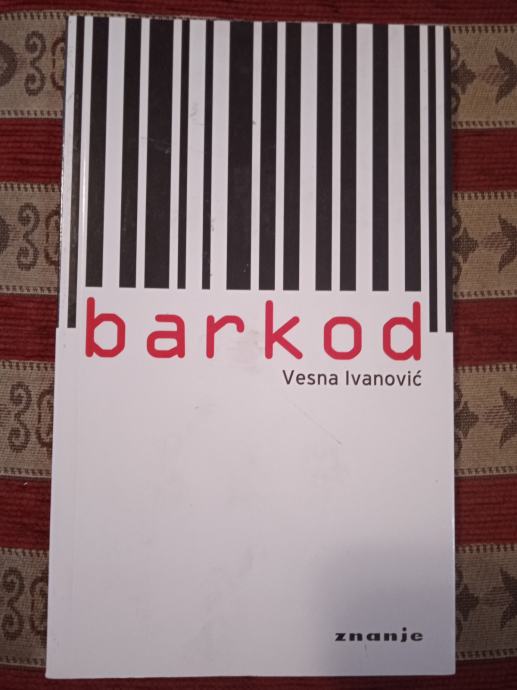 barkod
Vesna Ivanović
znanje